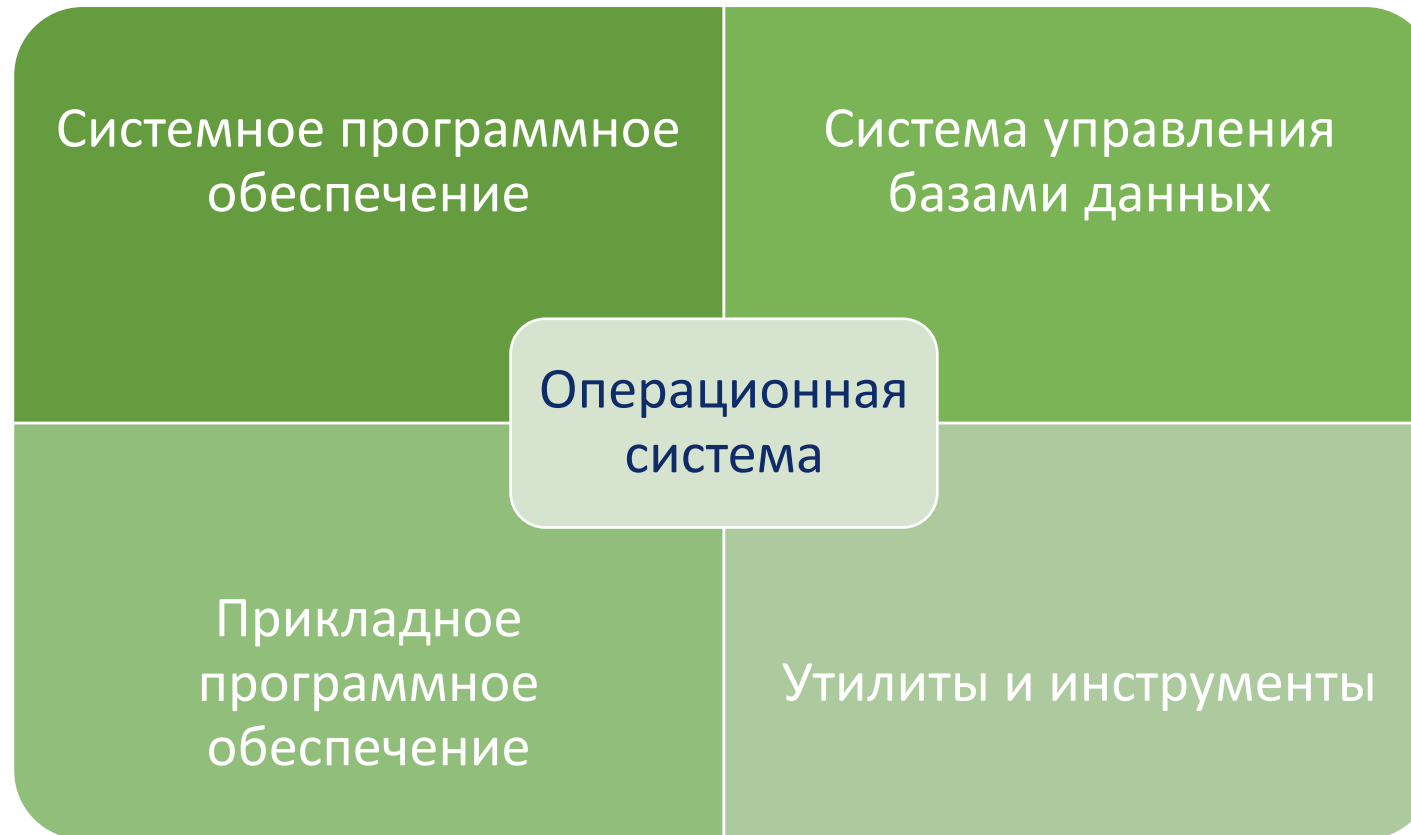 Системное программное
обеспечение
Система управления
базами данных
Операционная
система
Прикладное
программное
обеспечение
Утилиты и инструменты